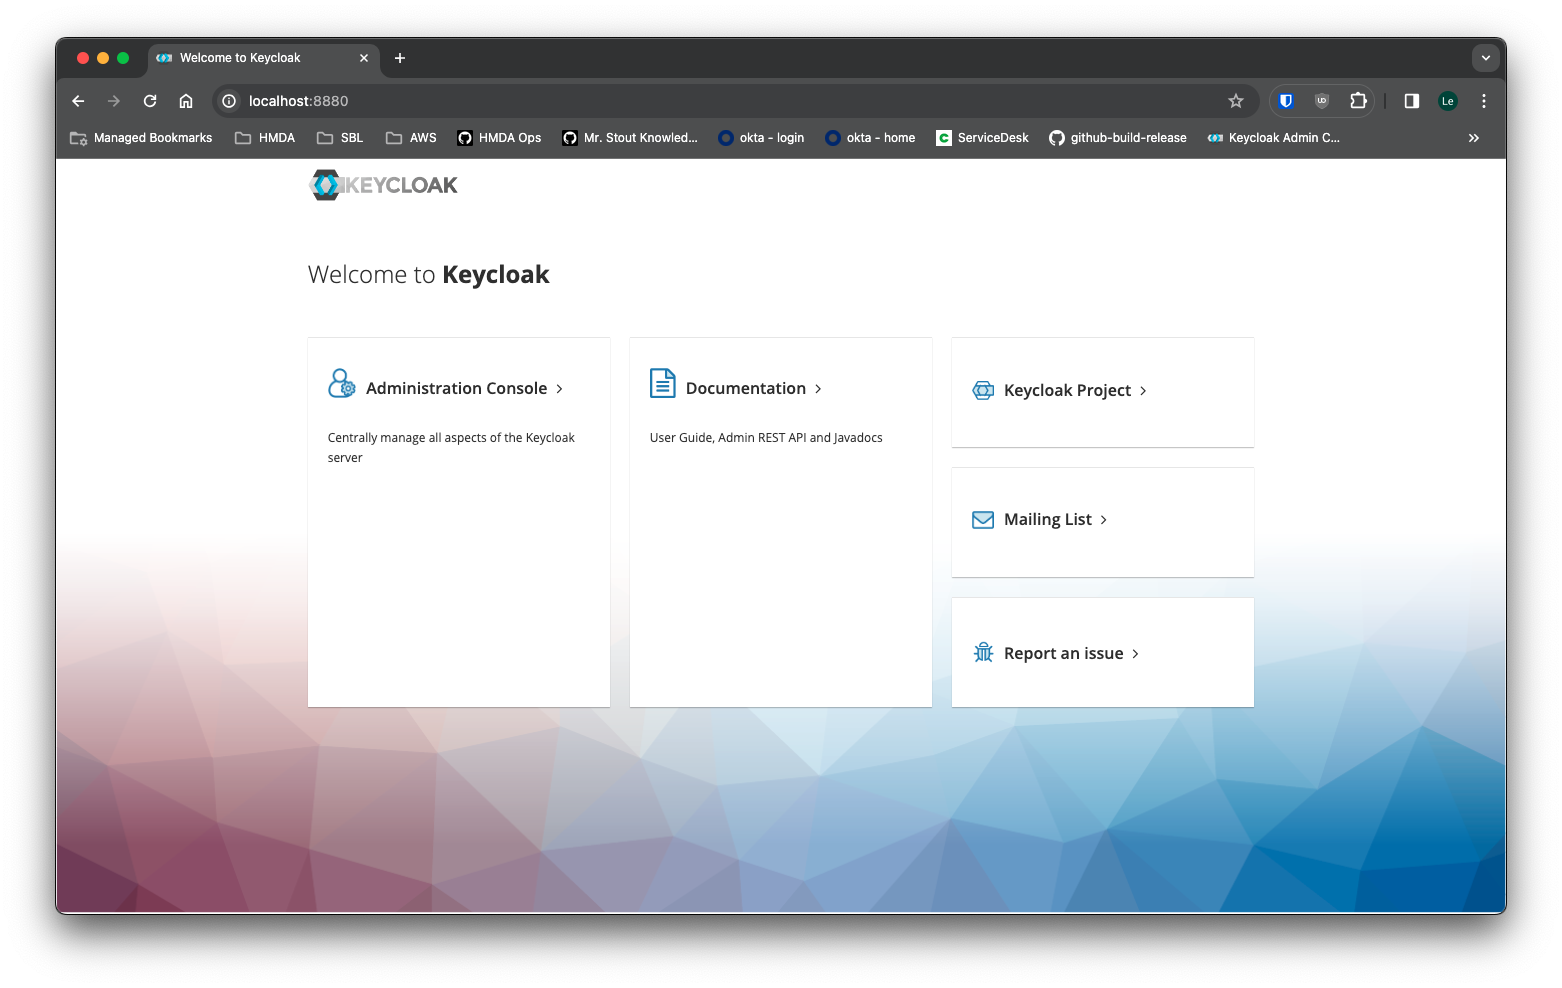 Welcome to Keycloak
localhost:8880
Le
Managed Bookmarks HMDA SBL AWS HMDA Ops Mr. Stout Knowled... okta - login okta - home ServiceDesk github-build-release Keycloak Admin C...
KEYCLOAK
Welcome to Keycloak
Administration Console
Centrally manage all aspects of the Keycloak
server
Documentation
User Guide, Admin REST API and Javadocs
Keycloak Project
Mailing List
Report an issue